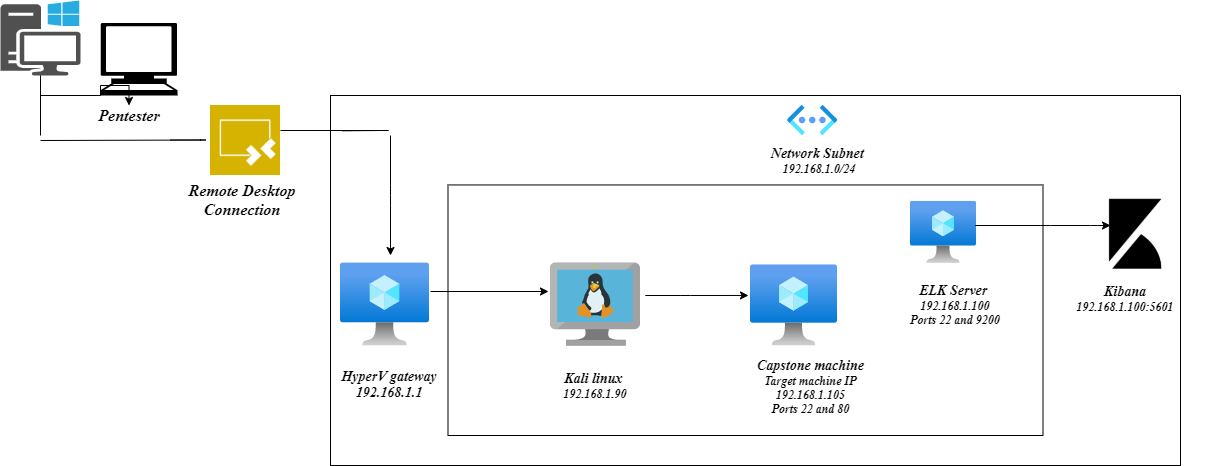 Pentester
Remote Desktop
Connection
Network Subnet
192.168.1.0/24
HyperV gateway
192.168.1.1
Kali linux
192.168.1.90
Capstone machine
Target machine IP
192.168.1.105
Ports 22 and 80
ELK Server
192.168.1.100
Ports 22 and 9200
Kibana
192.168.1.100:5601